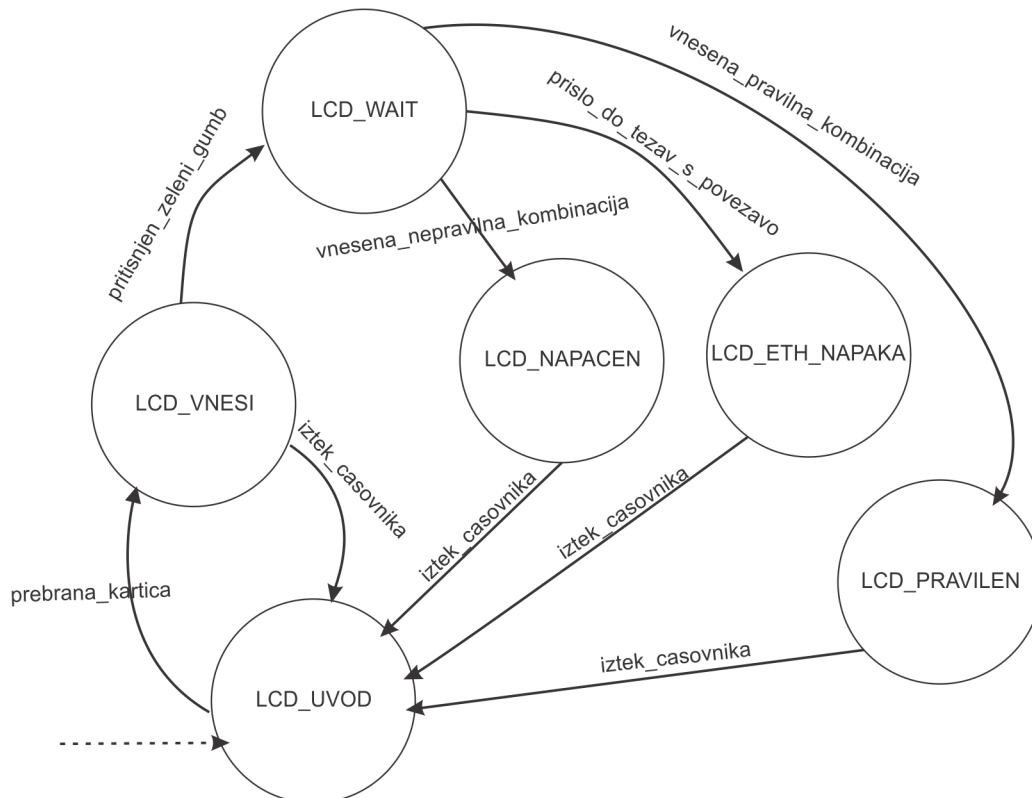 vnesena_pravilna_kombinacija
LCD_WAIT
prislo_do_tezav_s_povezavo
pritisnjen_zeleni_gumb
vnesena_nepravilna_kombinacija
LCD_NAPACEN
LCD_ETH_NAPAKA
LCD_VNESI
iztek_casovnika
iztek_casovnika
iztek_casovnika
prebrana_kartica
LCD_PRAVILEN
iztek_casovnika
LCD_UVOD